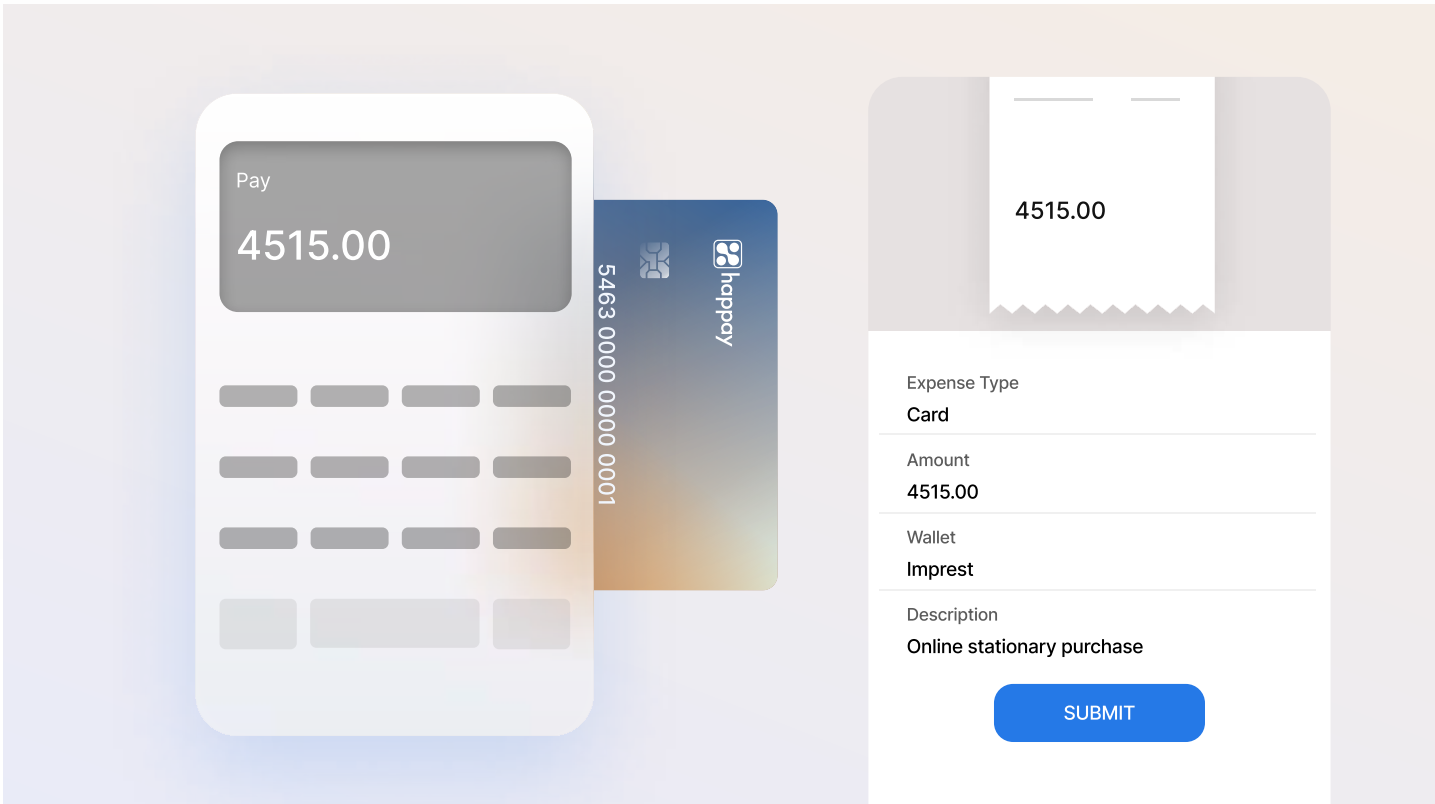 Pay
4515.00
5463 0000 0000 0001
happay
4515.00
Expense Type
Card
Amount
4515.00
Wallet
Imprest
Description
Online stationary purchase
SUBMIT